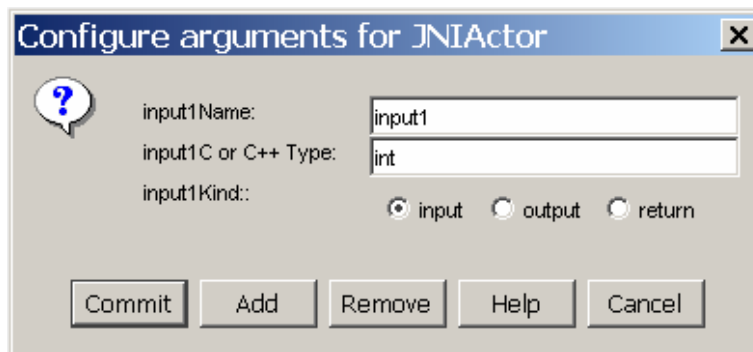 Configure arguments for JNIActor
?
input1Name: input1
input1C or C++ Type: int
input1Kind:: input output return
Commit Add Remove Help Cancel